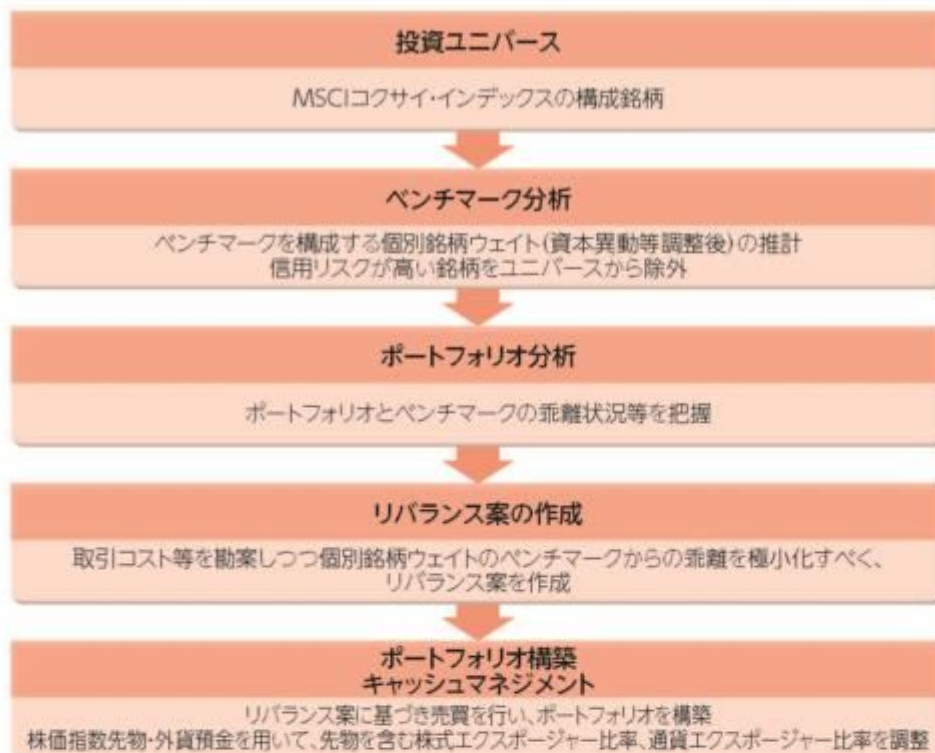 投資ユニバース
MSCIコクサイ・インデックスの構成銘柄
ベンチマーク分析
ベンチマークを構成する個別銘柄ウェイト(資本異動等調整後)の推計
信用リスクが高い銘柄をユニバースから除外
ポートフォリオ分析
ポートフォリオとベンチマークの乖離状況等を把握
リバランス案の作成
取引コスト等を勘案しつつ個別銘柄ウェイトのベンチマークからの乖離を極小化すべく、
リバランス案を作成
ポートフォリオ構築
キャッシュマネジメント
リバランス案に基づき売買を行い、ポートフォリオを構築
株価指数先物・外貨預金を用いて、先物を含む株式エクスポージャー比率、通貨エクスポージャー比率を調整